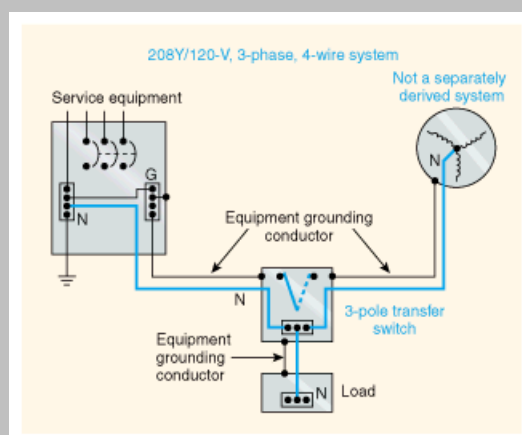 208Y/120-V, 3-phase, 4-wire system
Not a separately
derived system
Service equipment
G
N
N
Equipment grounding
conductor
N
3-pole transfer
switch
Equipment
grounding
conductor
N
Load